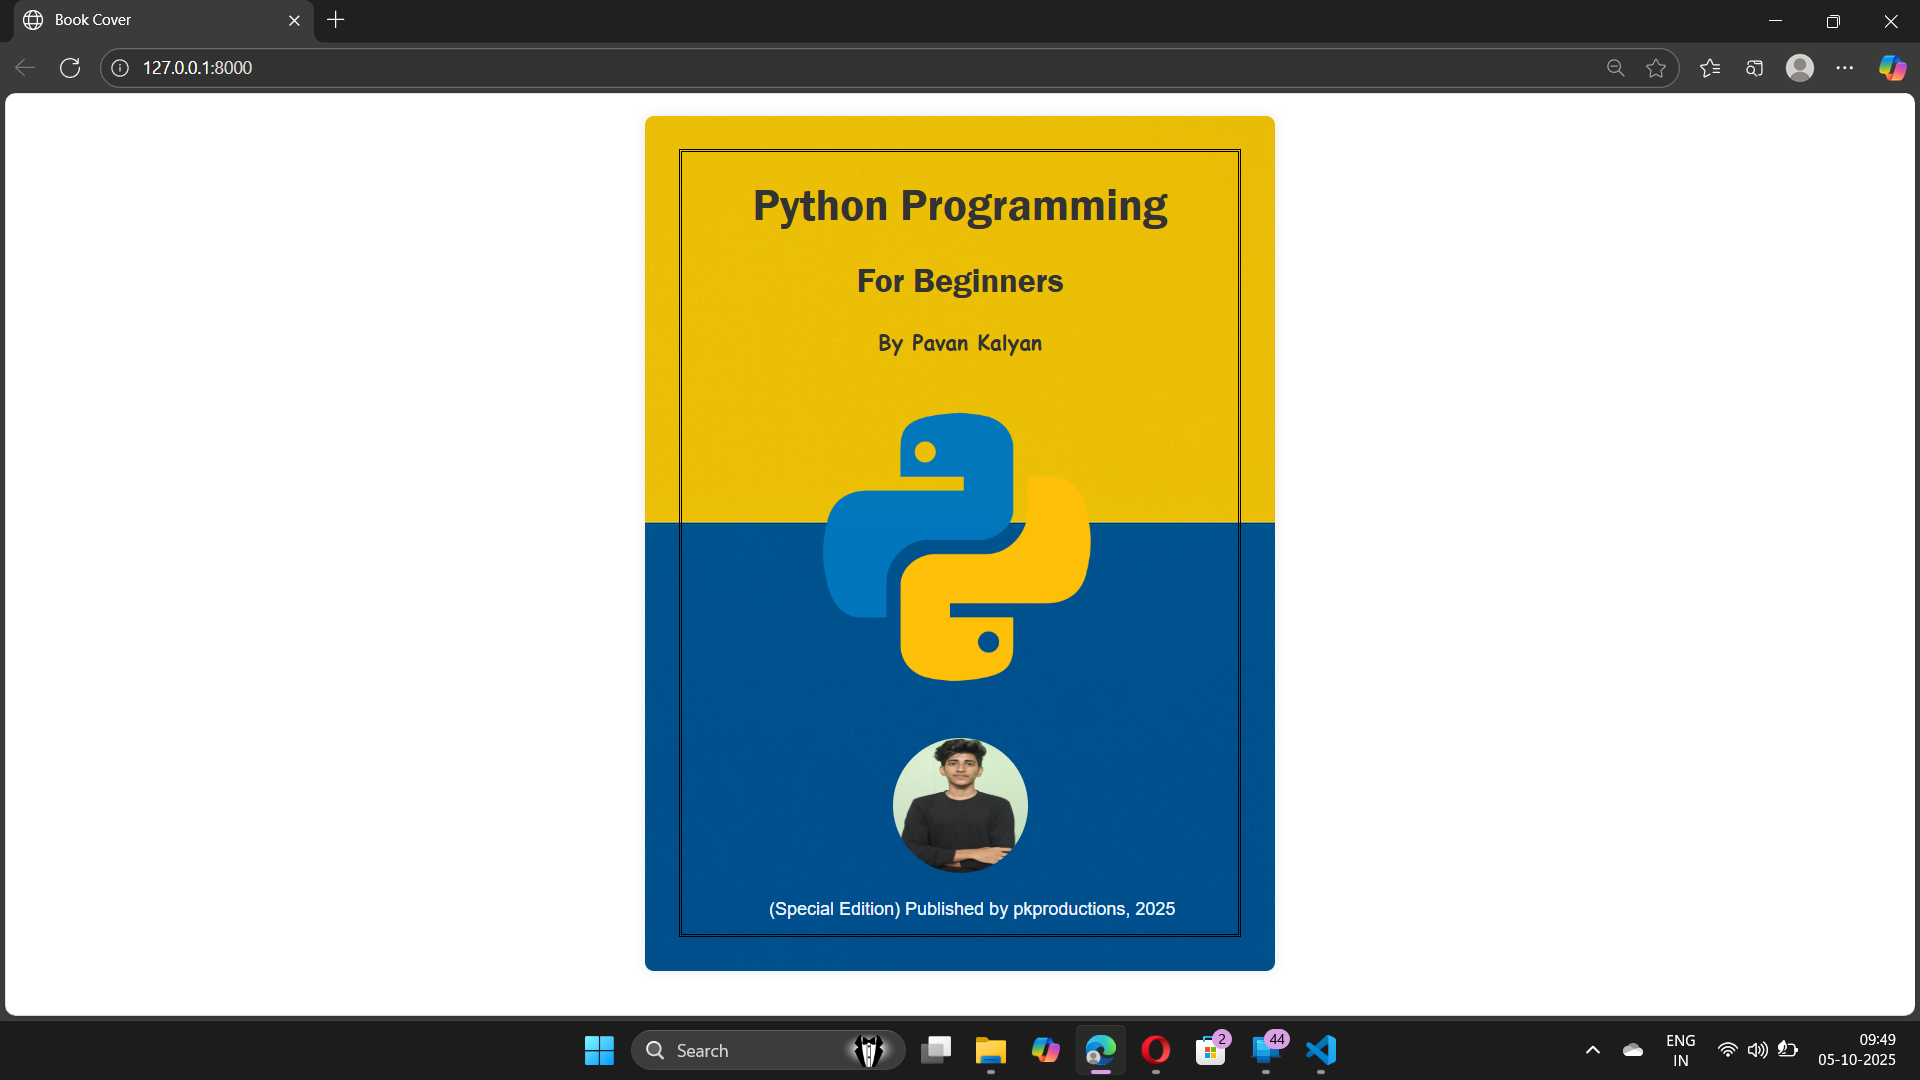 Book Cover
127.0.0.1:8000
Python Programming
For Beginners
By Pavan Kalyan
(Special Edition) Published by pkproductions, 2025
Search
2
44
ENG
IN
09:49
05-10-2025